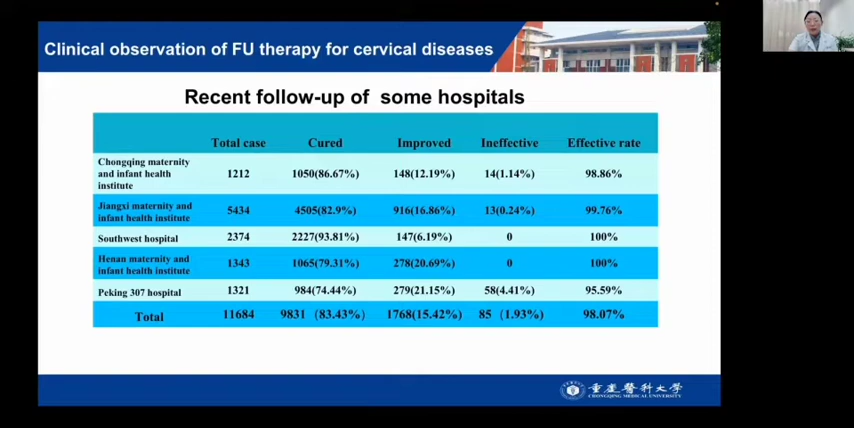 Clinical observation of FU therapy for cervical diseases
Recent follow-up of some hospitals
Total case Cured Improved Ineffective Effective rate
Chongqing maternity
and infant health
institute
1212 1050(86.67%) 148(12.19%) 14(1.14%) 98.86%
Jiangxi maternity and
infant health institute
5434 4505(82.9%) 916(16.86%) 13(0.24%) 99.76%
Southwest hospital 2374 2227(93.81%) 147(6.19%) 0 100%
Henan maternity and
infant health institute
1343 1065(79.31%) 278(20.69%) 0 100%
Peking 307 hospital 1321 984(74.44%) 279(21.15%) 58(4.41%) 95.59%
Total 11684 9831（83.43%） 1768(15.42%) 85（1.93%） 98.07%
重慶醫科大学
CHONGQING MEDICAL UNIVERSITY